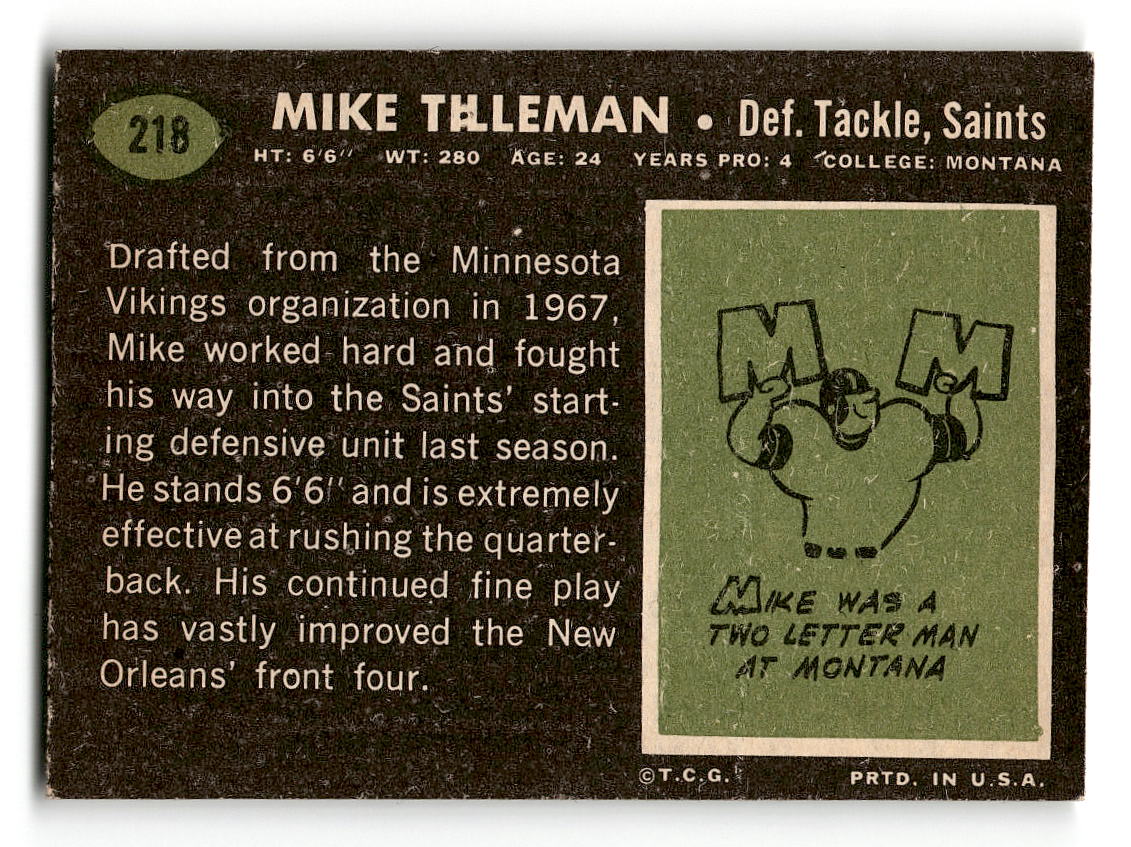 218
MIKE TILLEMAN • Def. Tackle, Saints
HT: 6'6" WT: 280 AGE: 24 YEARS PRO: 4 COLLEGE: MONTANA
Drafted from the Minnesota
Vikings organization in 1967,
Mike worked hard and fought
his way into the Saints' start-
ing defensive unit last season.
He stands 6'6" and is extremely
effective at rushing the quarter-
back. His continued fine play
has vastly improved the New
Orleans' front four.
M M
MIKE WAS A
TWO LETTER MAN
AT MONTANA
©T.C.G. PRTD. IN U.S.A.